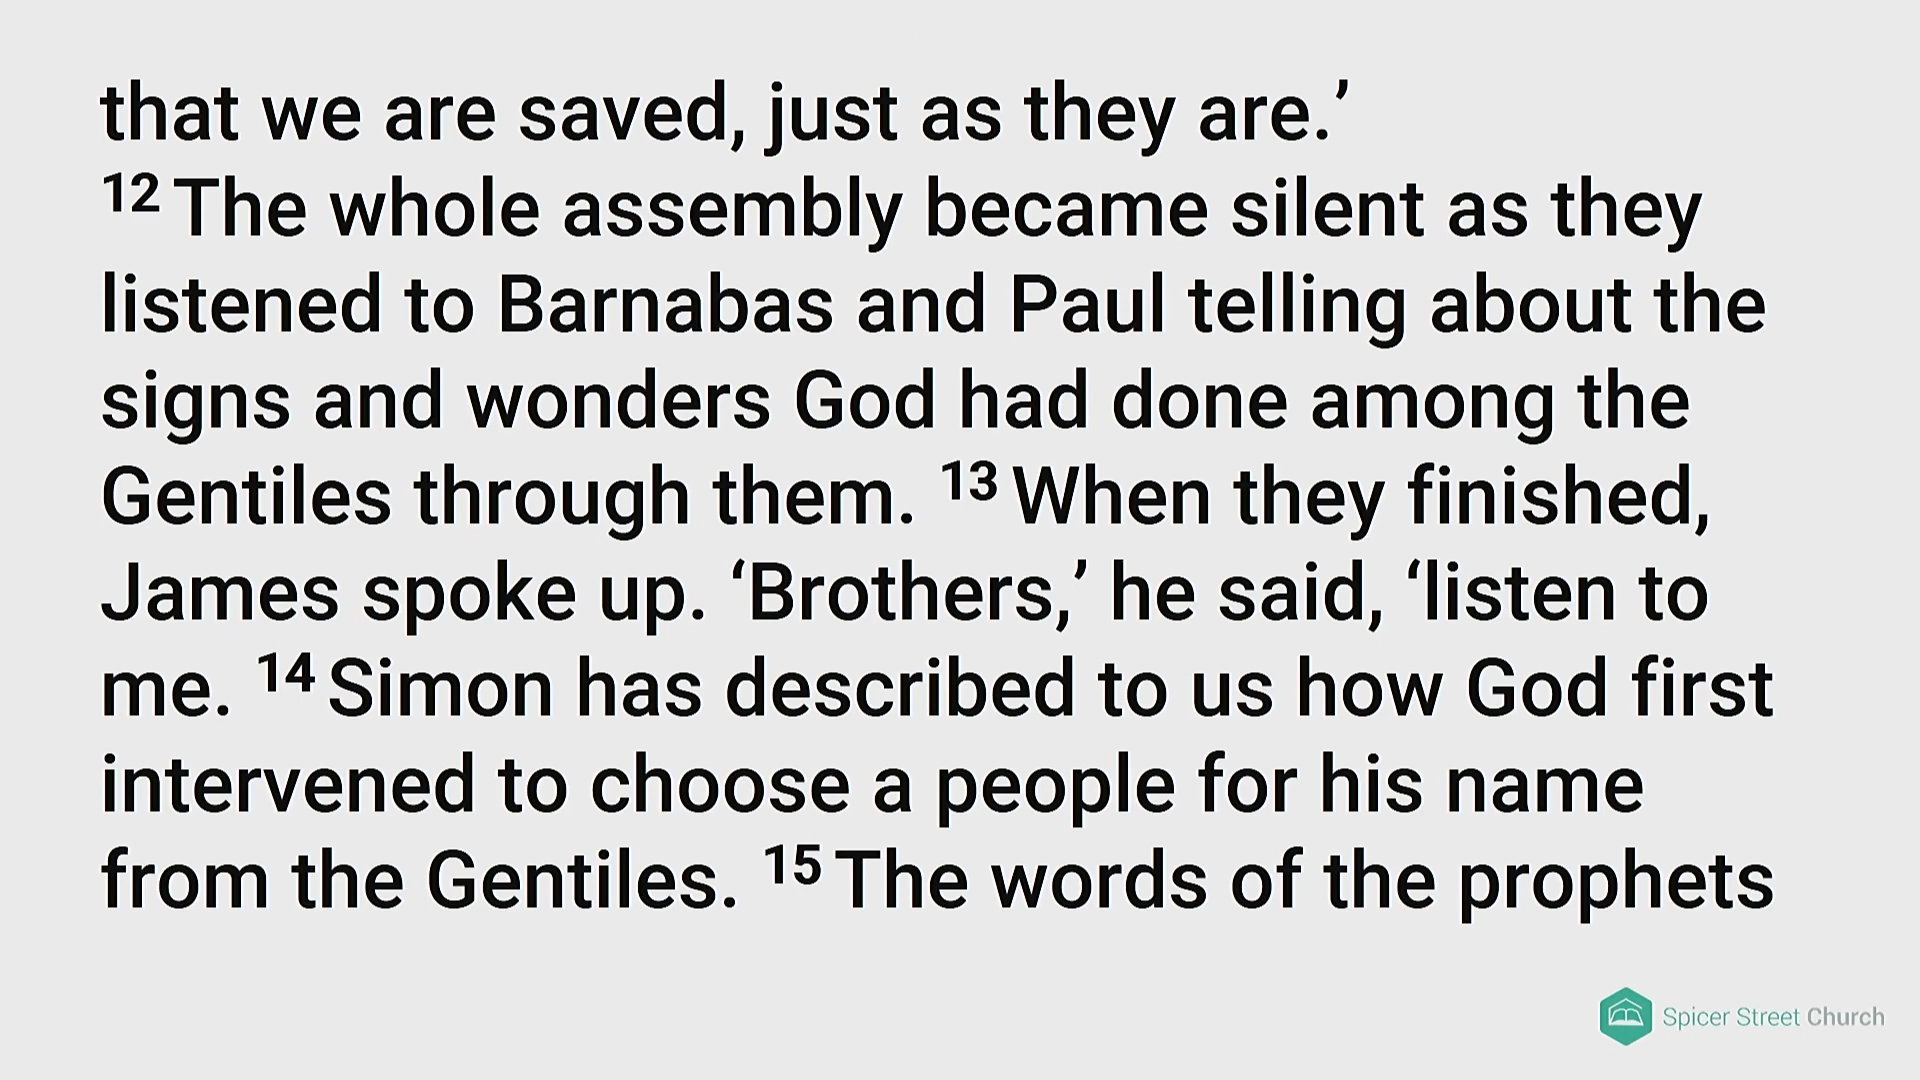 that we are saved, just as they are.’
12 The whole assembly became silent as they
listened to Barnabas and Paul telling about the
signs and wonders God had done among the
Gentiles through them. 13 When they finished,
James spoke up. ‘Brothers,’ he said, ‘listen to
me. 14 Simon has described to us how God first
intervened to choose a people for his name
from the Gentiles. 15 The words of the prophets
Spicer Street Church